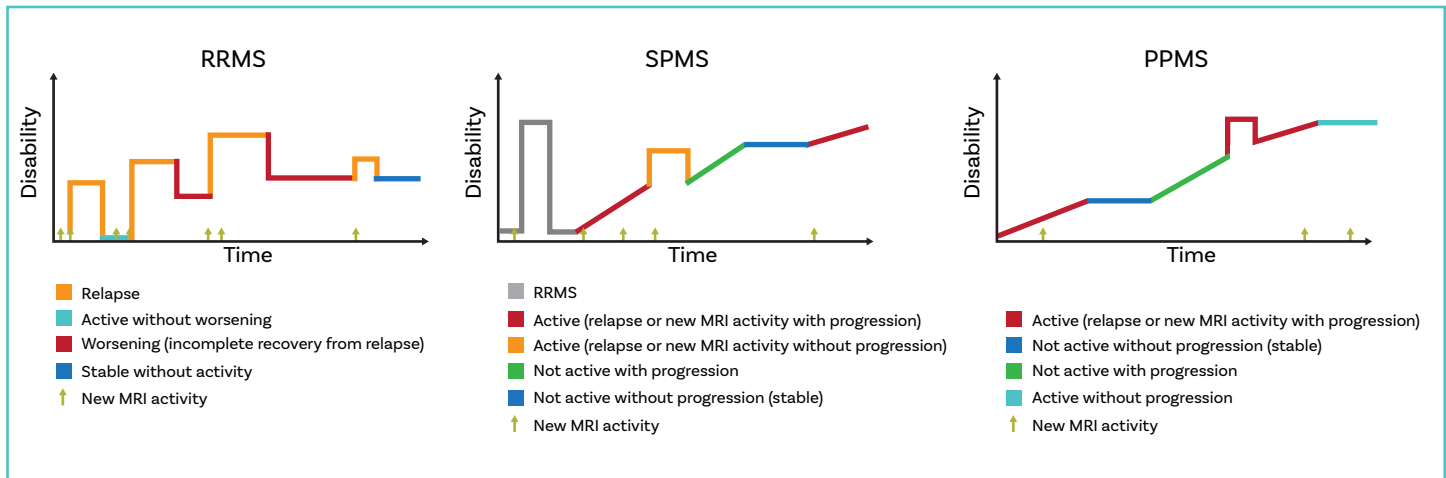 RRMS
Disability
Time
Relapse
Active without worsening
Worsening (incomplete recovery from relapse)
Stable without activity
New MRI activity
SPMS
Disability
Time
RRMS
Active (relapse or new MRI activity with progression)
Active (relapse or new MRI activity without progression)
Not active with progression
Not active without progression (stable)
New MRI activity
PPMS
Disability
Time
Active (relapse or new MRI activity with progression)
Not active without progression (stable)
Not active with progression
Active without progression
New MRI activity